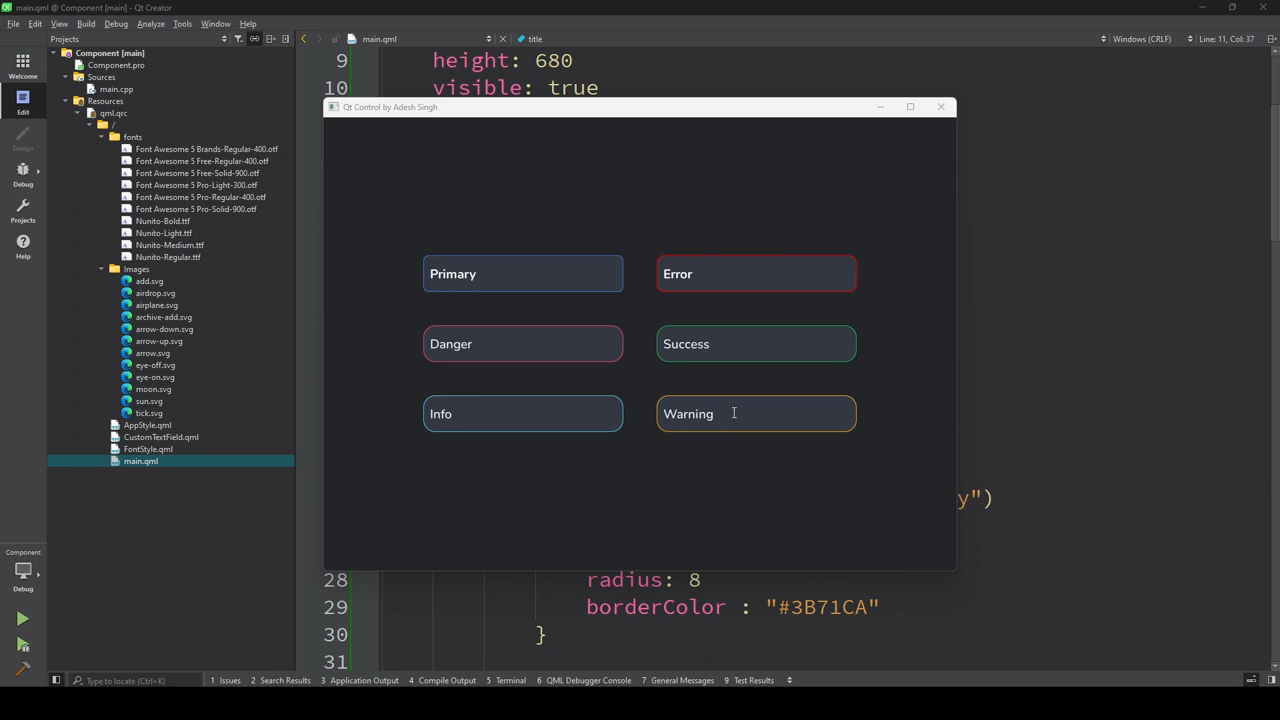 main.qml @ Component [main] - Qt Creator
File Edit View Build Debug Analyze Tools Window Help
Projects
main.qml
title
Windows (CRLF)
Line: 11, Col: 37
Welcome
Edit
Design
Debug
Projects
Help
Component
Debug
Component [main]
Component.pro
Sources
main.cpp
Resources
qml.qrc
/
fonts
Font Awesome 5 Brands-Regular-400.otf
Font Awesome 5 Free-Regular-400.otf
Font Awesome 5 Free-Solid-900.otf
Font Awesome 5 Pro-Light-300.otf
Font Awesome 5 Pro-Regular-400.otf
Font Awesome 5 Pro-Solid-900.otf
Nunito-Bold.ttf
Nunito-Light.ttf
Nunito-Medium.ttf
Nunito-Regular.ttf
Images
add.svg
airdrop.svg
airplane.svg
archive-add.svg
arrow-down.svg
arrow-up.svg
arrow.svg
eye-off.svg
eye-on.svg
moon.svg
sun.svg
tick.svg
AppStyle.qml
CustomTextField.qml
FontStyle.qml
main.qml
9 height: 680
10 visible: true
Qt Control by Adesh Singh
Primary
Error
Danger
Success
Info
Warning
y")
28 radius: 8
29 borderColor : "#3B71CA"
30 }
31
Type to locate (Ctrl+K)
1 Issues 2 Search Results 3 Application Output 4 Compile Output 5 Terminal 6 QML Debugger Console 7 General Messages 9 Test Results